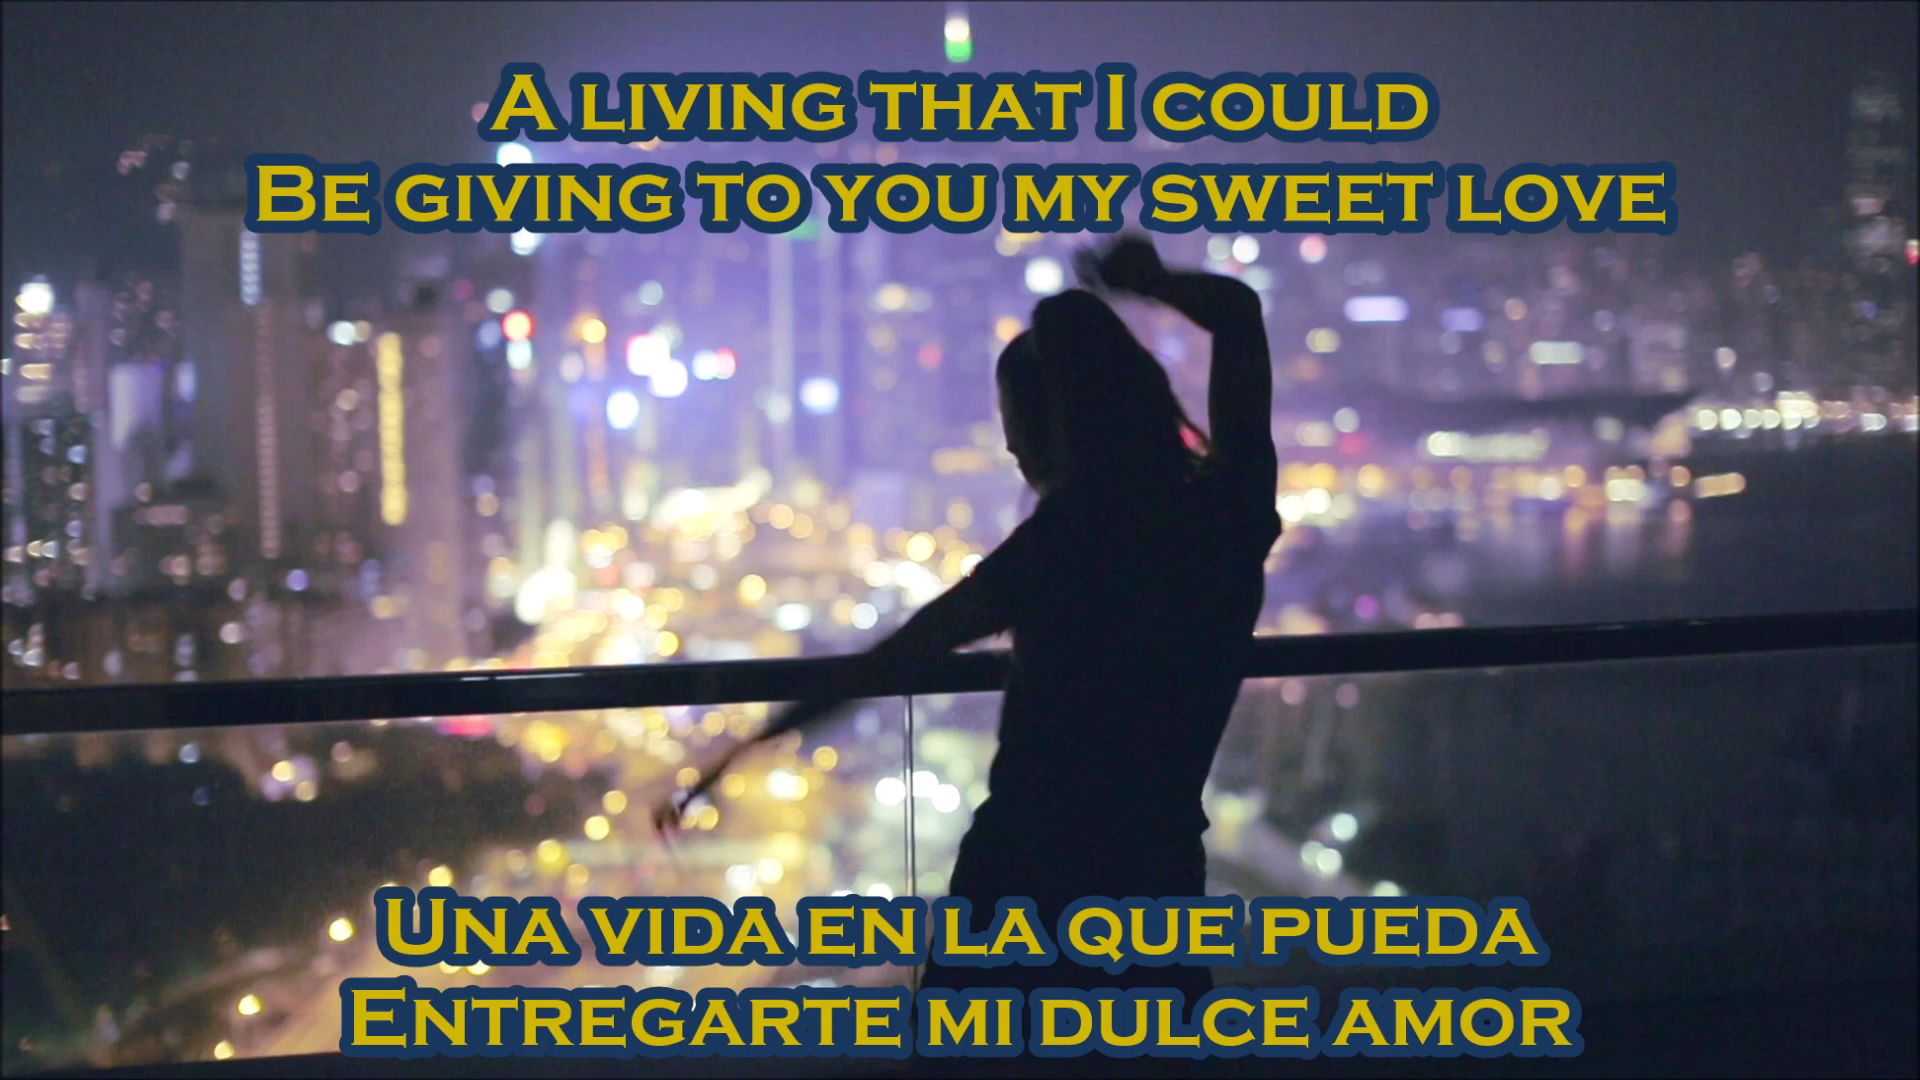 A living that I could
Be giving to you my sweet love
Una vida en la que pueda
Entregarte mi dulce amor